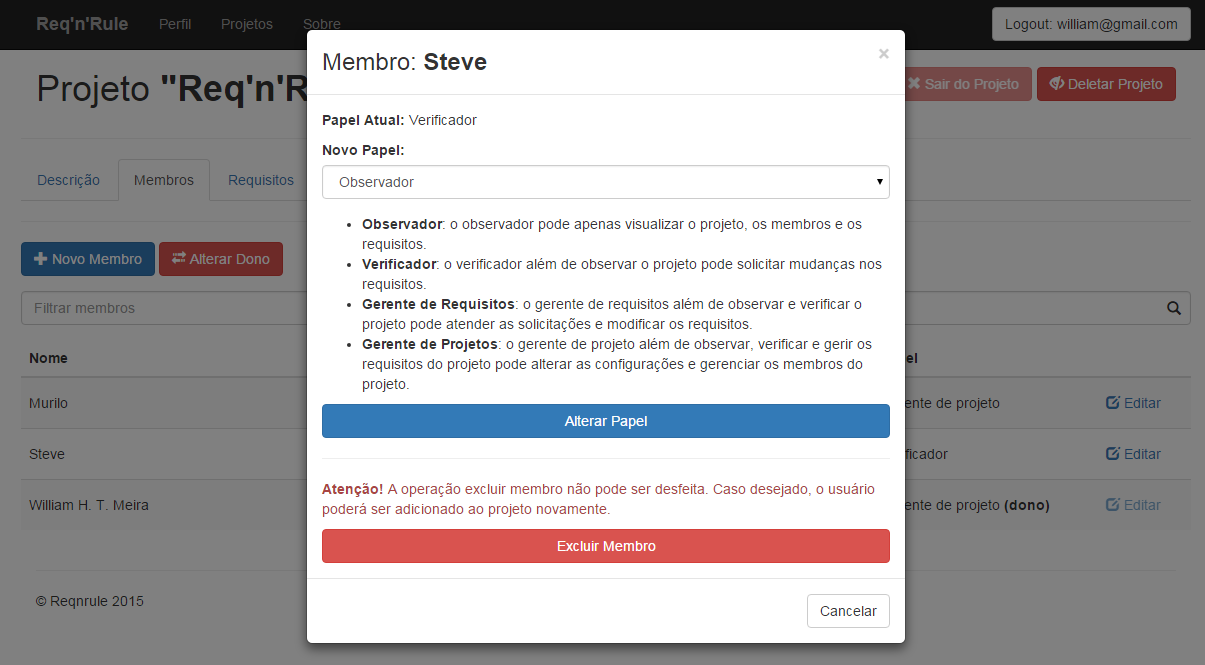 Req'n'Rule Perfil Projetos Sobre Logout: william@gmail.com
Projeto "Req'n'R
Sair do Projeto Deletar Projeto
Descrição Membros Requisitos
Novo Membro Alterar Dono
Filtrar membros
Nome
Murilo
Steve
William H. T. Meira
© Reqnrule 2015
el
ente de projeto Editar
ficador Editar
ente de projeto (dono) Editar
Membro: Steve ×
Papel Atual: Verificador
Novo Papel:
Observador
• Observador: o observador pode apenas visualizar o projeto, os membros e os
requisitos.
• Verificador: o verificador além de observar o projeto pode solicitar mudanças nos
requisitos.
• Gerente de Requisitos: o gerente de requisitos além de observar e verificar o
projeto pode atender as solicitações e modificar os requisitos.
• Gerente de Projetos: o gerente de projeto além de observar, verificar e gerir os
requisitos do projeto pode alterar as configurações e gerenciar os membros do
projeto.
Alterar Papel
Atenção! A operação excluir membro não pode ser desfeita. Caso desejado, o usuário
poderá ser adicionado ao projeto novamente.
Excluir Membro
Cancelar